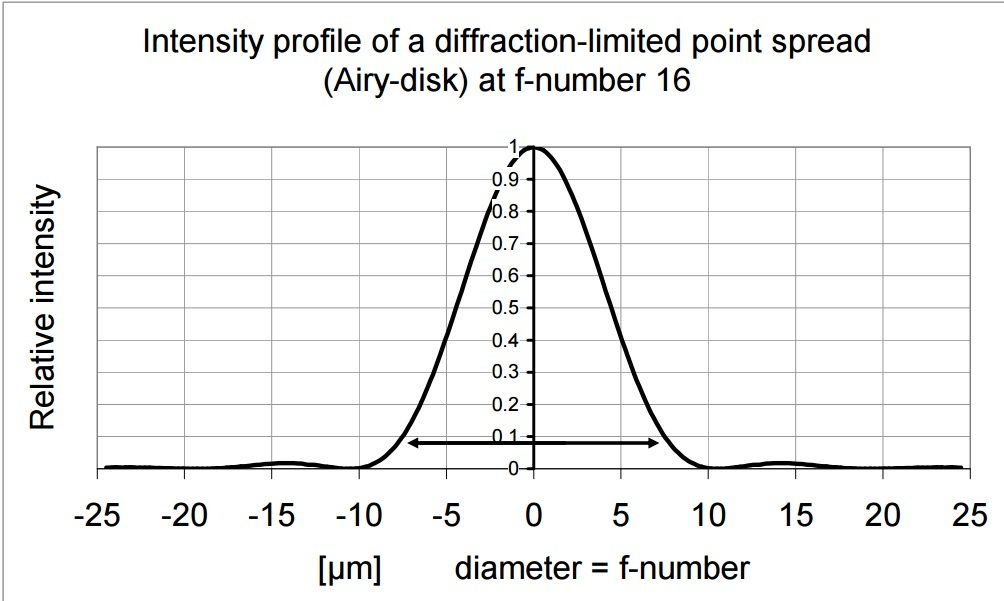 Intensity profile of a diffraction-limited point spread
(Airy-disk) at f-number 16
Relative intensity
1
0.9
0.8
0.7
0.6
0.5
0.4
0.3
0.2
0.1
0
-25 -20 -15 -10 -5 0 5 10 15 20 25
[µm] diameter = f-number